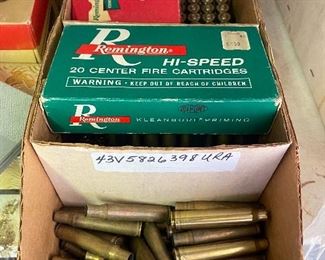 R
Remington
HI-SPEED
20 CENTER FIRE CARTRIDGES
WARNING • KEEP OUT OF REACH OF CHILDREN
Remington
KLEANBORE PRIMING
43V5826398URA